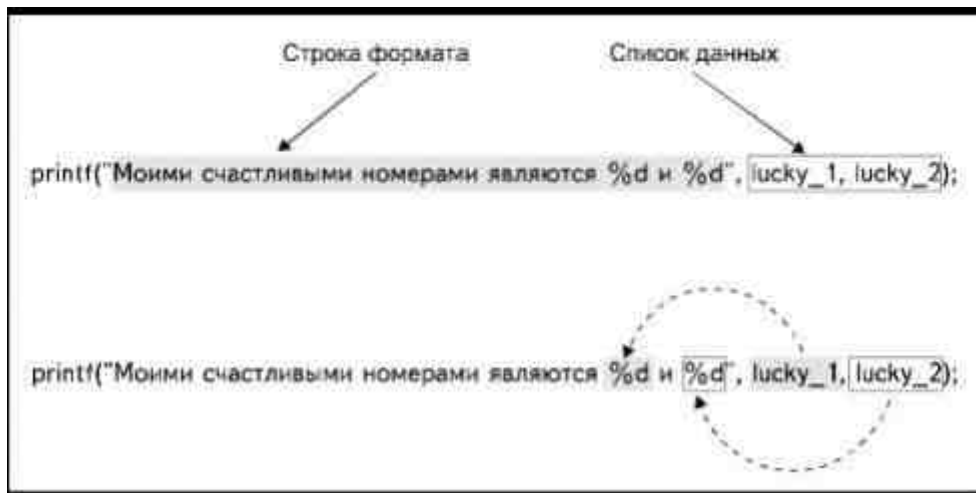 Строка формата Список данных
printf("Моими счастливыми номерами являются %d и %d", lucky_1, lucky_2);
printf("Моими счастливыми номерами являются %d и %d", lucky_1, lucky_2);